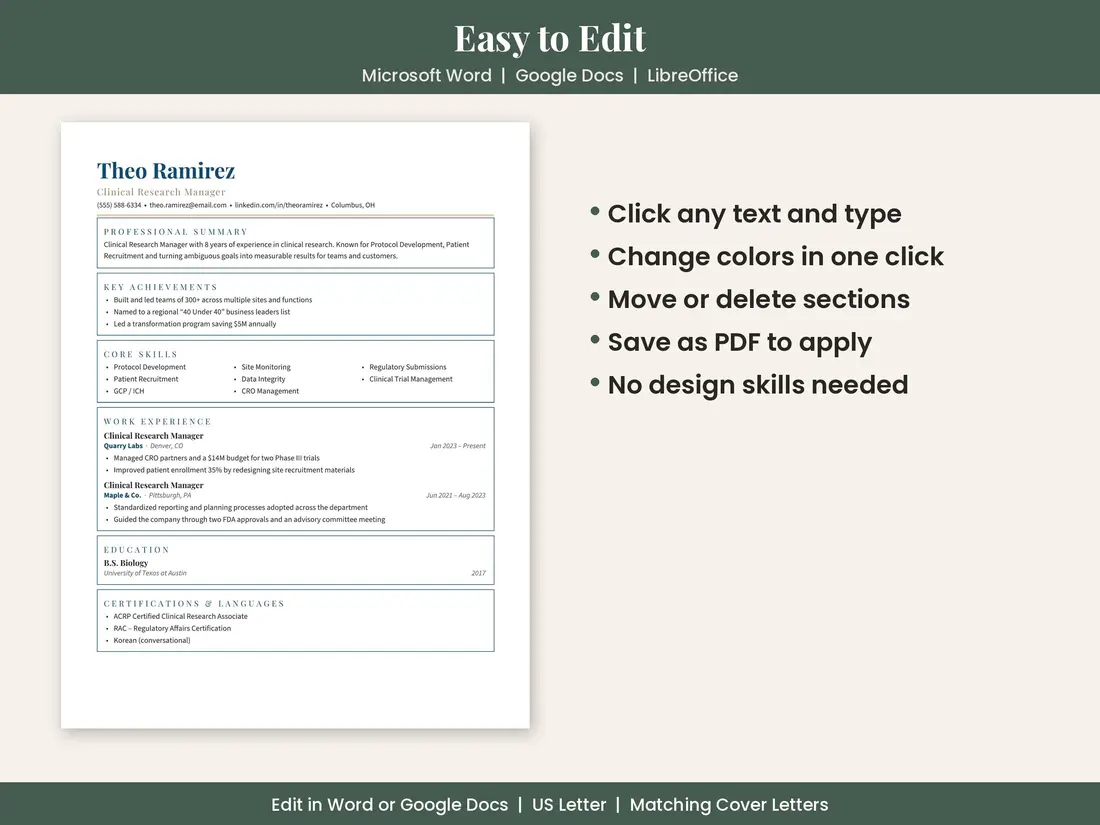 Easy to Edit
Microsoft Word | Google Docs | LibreOffice
Theo Ramirez
Clinical Research Manager
(555) 588-6334 • theo.ramirez@email.com • linkedin.com/in/theoramirez • Columbus, OH
PROFESSIONAL SUMMARY
Clinical Research Manager with 8 years of experience in clinical research. Known for Protocol Development, Patient
Recruitment and turning ambiguous goals into measurable results for teams and customers.
KEY ACHIEVEMENTS
• Built and led teams of 300+ across multiple sites and functions
• Named to a regional "40 Under 40" business leaders list
• Led a transformation program saving $5M annually
CORE SKILLS
• Protocol Development • Site Monitoring • Regulatory Submissions
• Patient Recruitment • Data Integrity • Clinical Trial Management
• GCP / ICH • CRO Management
WORK EXPERIENCE
Clinical Research Manager
Quarry Labs · Denver, CO Jan 2023 – Present
• Managed CRO partners and a $14M budget for two Phase III trials
• Improved patient enrollment 35% by redesigning site recruitment materials
Clinical Research Manager
Maple & Co. · Pittsburgh, PA Jun 2021 – Aug 2023
• Standardized reporting and planning processes adopted across the department
• Guided the company through two FDA approvals and an advisory committee meeting
EDUCATION
B.S. Biology
University of Texas at Austin 2017
CERTIFICATIONS & LANGUAGES
• ACRP Certified Clinical Research Associate
• RAC – Regulatory Affairs Certification
• Korean (conversational)
• Click any text and type
• Change colors in one click
• Move or delete sections
• Save as PDF to apply
• No design skills needed
Edit in Word or Google Docs | US Letter | Matching Cover Letters